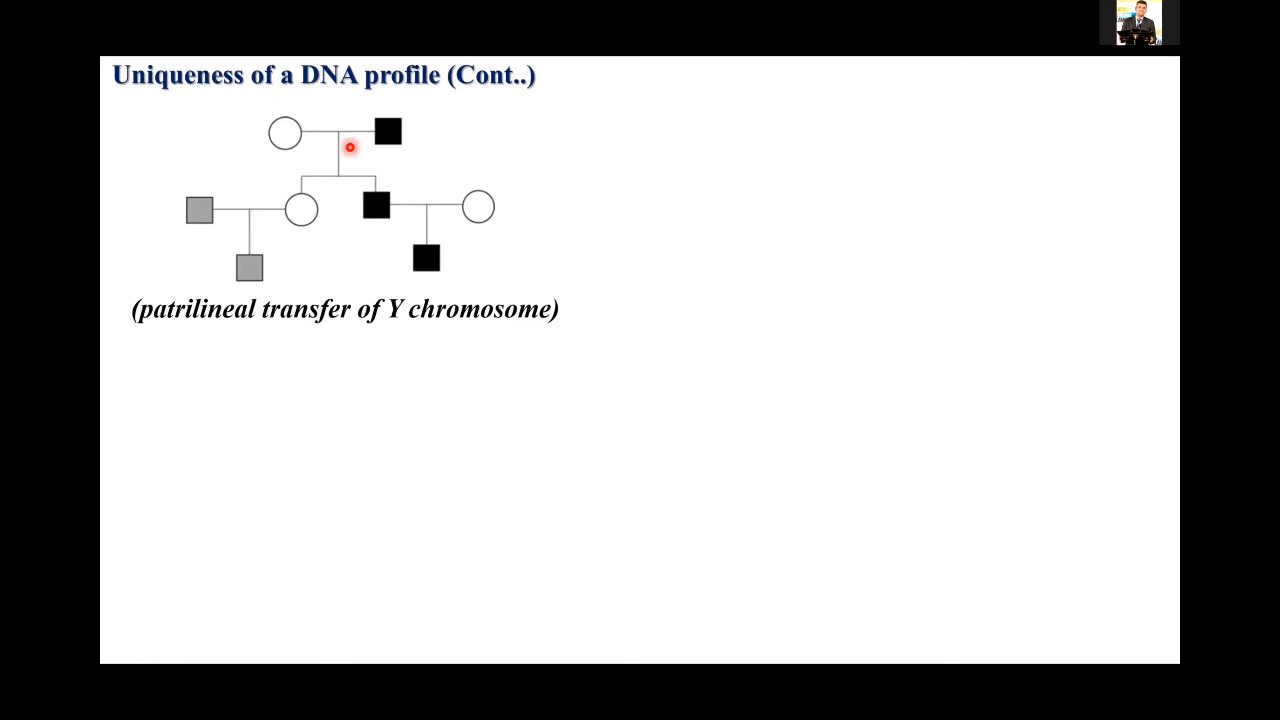 Uniqueness of a DNA profile (Cont..)
(patrilineal transfer of Y chromosome)